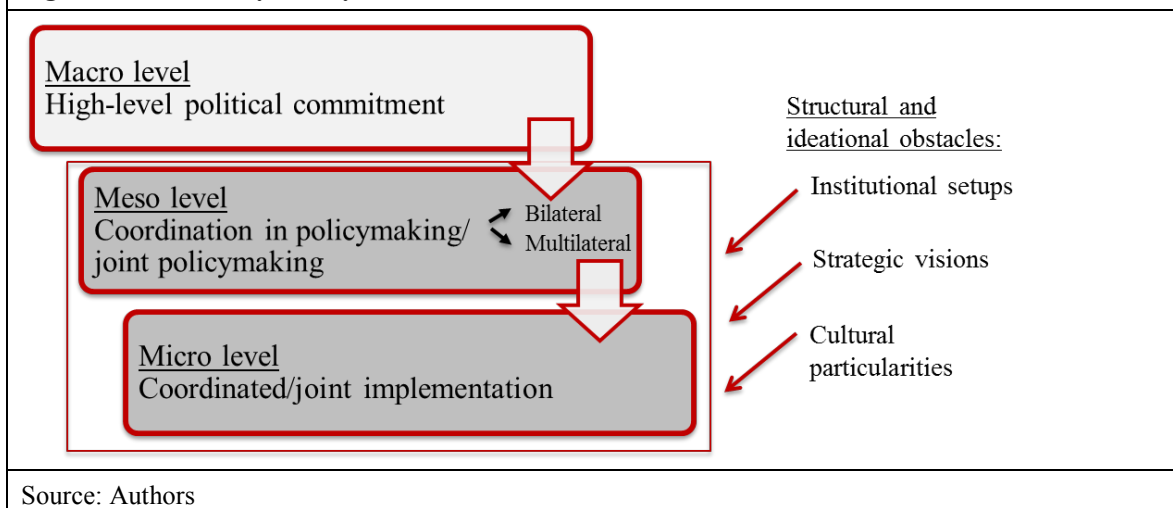 Macro level
High-level political commitment
Meso level
Coordination in policymaking/
joint policymaking
Bilateral
Multilateral
Micro level
Coordinated/joint implementation
Structural and
ideational obstacles:
Institutional setups
Strategic visions
Cultural
particularities
Source: Authors